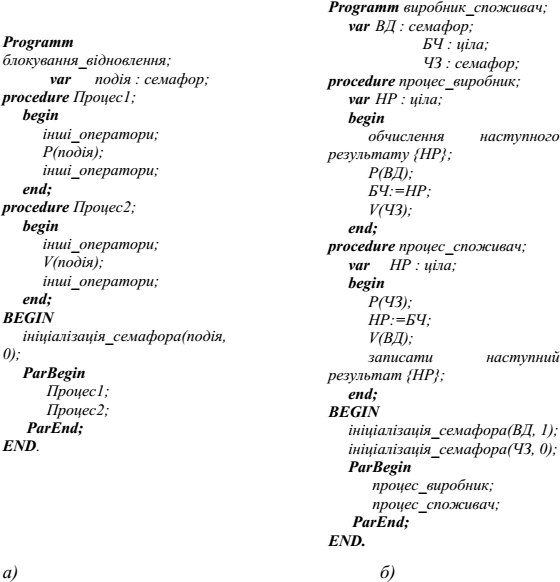 Programm
блокування_відновлення;
var подія : семафор;
procedure Процес1;
begin
інші_оператори;
P(подія);
інші_оператори;
end;
procedure Процес2;
begin
інші_оператори;
V(подія);
інші_оператори;
end;
BEGIN
ініціалізація_семафора(подія,
0);
ParBegin
Процес1;
Процес2;
ParEnd;
END.
а)
Programm виробник_споживач;
var ВД : семафор;
БЧ : ціла;
ЧЗ : семафор;
procedure процес_виробник;
var НР : ціла;
begin
обчислення наступного
результату {НР};
P(ВД);
БЧ:=НР;
V(ЧЗ);
end;
procedure процес_споживач;
var НР : ціла;
begin
P(ЧЗ);
НР:=БЧ;
V(ВД);
записати наступний
результат {НР};
end;
BEGIN
ініціалізація_семафора(ВД, 1);
ініціалізація_семафора(ЧЗ, 0);
ParBegin
процес_виробник;
процес_споживач;
ParEnd;
END.
б)